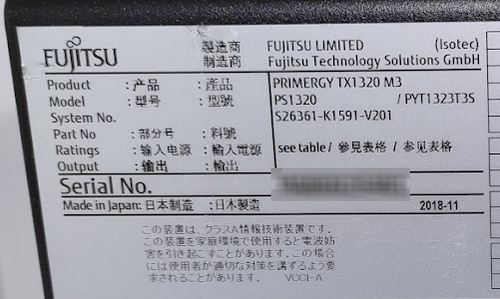 FUJITSU
製造商 FUJITSU LIMITED (Isotec)
制造商 Fujitsu Technology Solutions GmbH
Product : 产品 : 產品 PRIMERGY TX1320 M3
Model : 型号 : 型號 PS1320 / PYT1323T3S
System No. S26361-K1591-V201
Part No : 部分号 : 料號
Ratings : 输入电源 : 輸入電源 see table / 參見表格 / 参见表格
Output : 输出 : 輸出
Serial No.
Made in Japan: 日本制造 : 日本製造 2018-11
この装置は、クラスA情報技術装置です。
この装置を家庭環境で使用すると電波妨
害を引き起こすことがあります。この場合
には使用者が適切な対策を講ずるよう要
求されることがあります。 VCCI-A